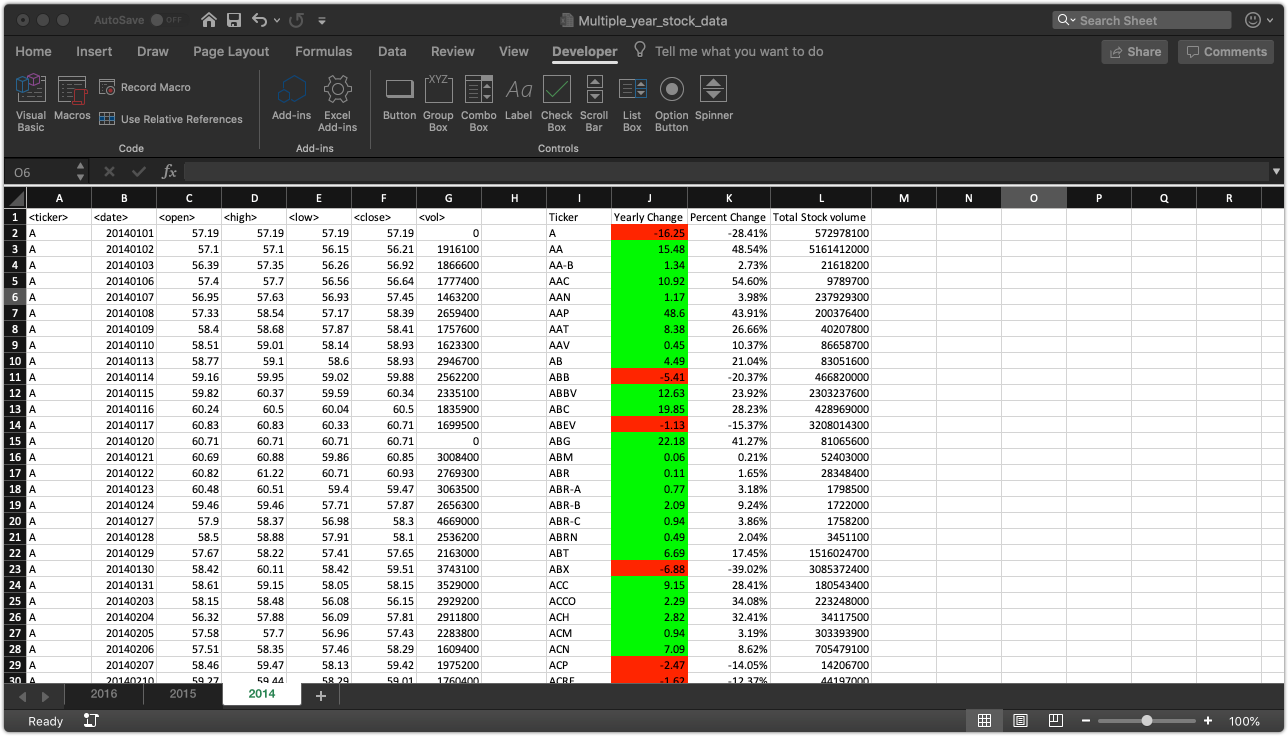 AutoSave OFF Multiple_year_stock_data Search Sheet
Home Insert Draw Page Layout Formulas Data Review View Developer Tell me what you want to do Share Comments
Visual Basic Macros Record Macro Use Relative References Add-ins Excel Add-ins Button XYZ Group Box Combo Box Aa Label Check Box Scroll Bar List Box Option Button Spinner
Code Add-ins Controls
O6 fx
A B C D E F G H I J K L M N O P Q R
1 <ticker> <date> <open> <high> <low> <close> <vol> Ticker Yearly Change Percent Change Total Stock volume
2 A 20140101 57.19 57.19 57.19 57.19 0 A -16.25 -28.41% 572978100
3 A 20140102 57.1 57.1 56.15 56.21 1916100 AA 15.48 48.54% 5161412000
4 A 20140103 56.39 57.35 56.26 56.92 1866600 AA-B 1.34 2.73% 21618200
5 A 20140106 57.4 57.7 56.56 56.64 1777400 AAC 10.92 54.60% 9789700
6 A 20140107 56.95 57.63 56.93 57.45 1463200 AAN 1.17 3.98% 237929300
7 A 20140108 57.33 58.54 57.17 58.39 2659400 AAP 48.6 43.91% 200376400
8 A 20140109 58.4 58.68 57.87 58.41 1757600 AAT 8.38 26.66% 40207800
9 A 20140110 58.51 59.01 58.14 58.93 1623300 AAV 0.45 10.37% 86658700
10 A 20140113 58.77 59.1 58.6 58.93 2946700 AB 4.49 21.04% 83051600
11 A 20140114 59.16 59.95 59.02 59.88 2562200 ABB -5.41 -20.37% 466820000
12 A 20140115 59.82 60.37 59.59 60.34 2335100 ABBV 12.63 23.92% 2303237600
13 A 20140116 60.24 60.5 60.04 60.5 1835900 ABC 19.85 28.23% 428969000
14 A 20140117 60.83 60.83 60.33 60.71 1699500 ABEV -1.13 -15.37% 3208014300
15 A 20140120 60.71 60.71 60.71 60.71 0 ABG 22.18 41.27% 81065600
16 A 20140121 60.69 60.88 59.86 60.85 3008400 ABM 0.06 0.21% 52403000
17 A 20140122 60.82 61.22 60.71 60.93 2769300 ABR 0.11 1.65% 28348400
18 A 20140123 60.48 60.51 59.4 59.47 3063500 ABR-A 0.77 3.18% 1798500
19 A 20140124 59.46 59.46 57.71 57.87 2656300 ABR-B 2.09 9.24% 1722000
20 A 20140127 57.9 58.37 56.98 58.3 4669000 ABR-C 0.94 3.86% 1758200
21 A 20140128 58.5 58.88 57.91 58.1 2536200 ABRN 0.49 2.04% 3451100
22 A 20140129 57.67 58.22 57.41 57.65 2163000 ABT 6.69 17.45% 1516024700
23 A 20140130 58.42 60.11 58.42 59.51 3743100 ABX -6.88 -39.02% 3085372400
24 A 20140131 58.61 59.15 58.05 58.15 3529000 ACC 9.15 28.41% 180543400
25 A 20140203 58.15 58.48 56.08 56.15 2929200 ACCO 2.29 34.08% 223248000
26 A 20140204 56.32 57.88 56.09 57.81 2911800 ACH 2.82 32.41% 34117500
27 A 20140205 57.58 57.7 56.96 57.43 2283800 ACM 0.94 3.19% 303393900
28 A 20140206 57.51 58.35 57.46 58.29 1609400 ACN 7.09 8.62% 705479100
29 A 20140207 58.46 59.47 58.13 59.42 1975200 ACP -2.47 -14.05% 14206700
30 A 20140210 59.27 59.44 58.29 59.01 1760400 ACRE -1.62 -12.37% 44197000
2016 2015 2014
Ready 100%